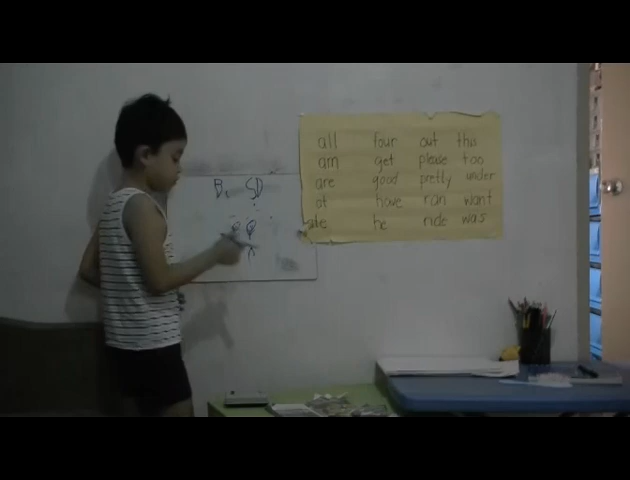 B. SD
all four out this
am get please too
are good pretty under
at have ran want
ate he ride was